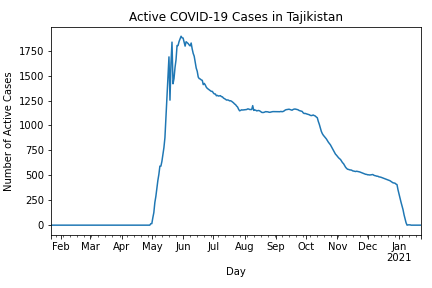 Active COVID-19 Cases in Tajikistan
Number of Active Cases
1750
1500
1250
1000
750
500
250
0
Feb Mar Apr May Jun Jul Aug Sep Oct Nov Dec Jan
2021
Day